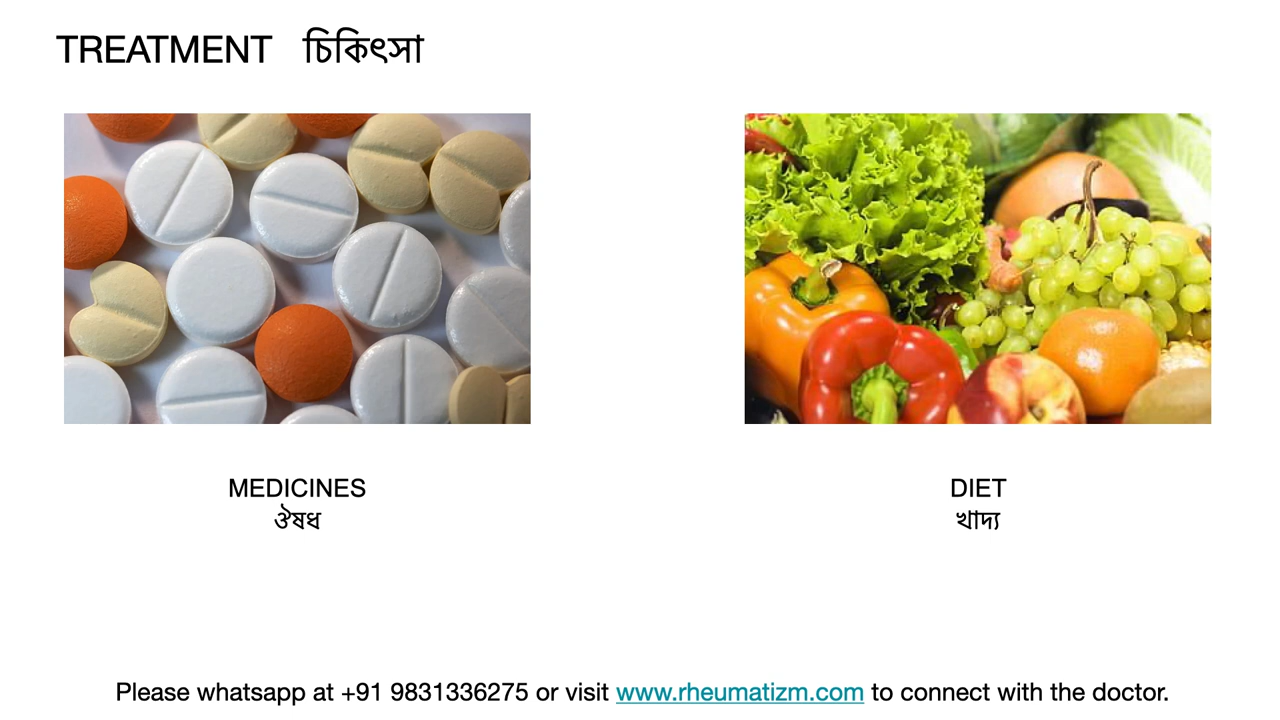 TREATMENT চিকিৎসা
MEDICINES
ঔষধ
DIET
খাদ্য
Please whatsapp at +91 9831336275 or visit www.rheumatizm.com to connect with the doctor.